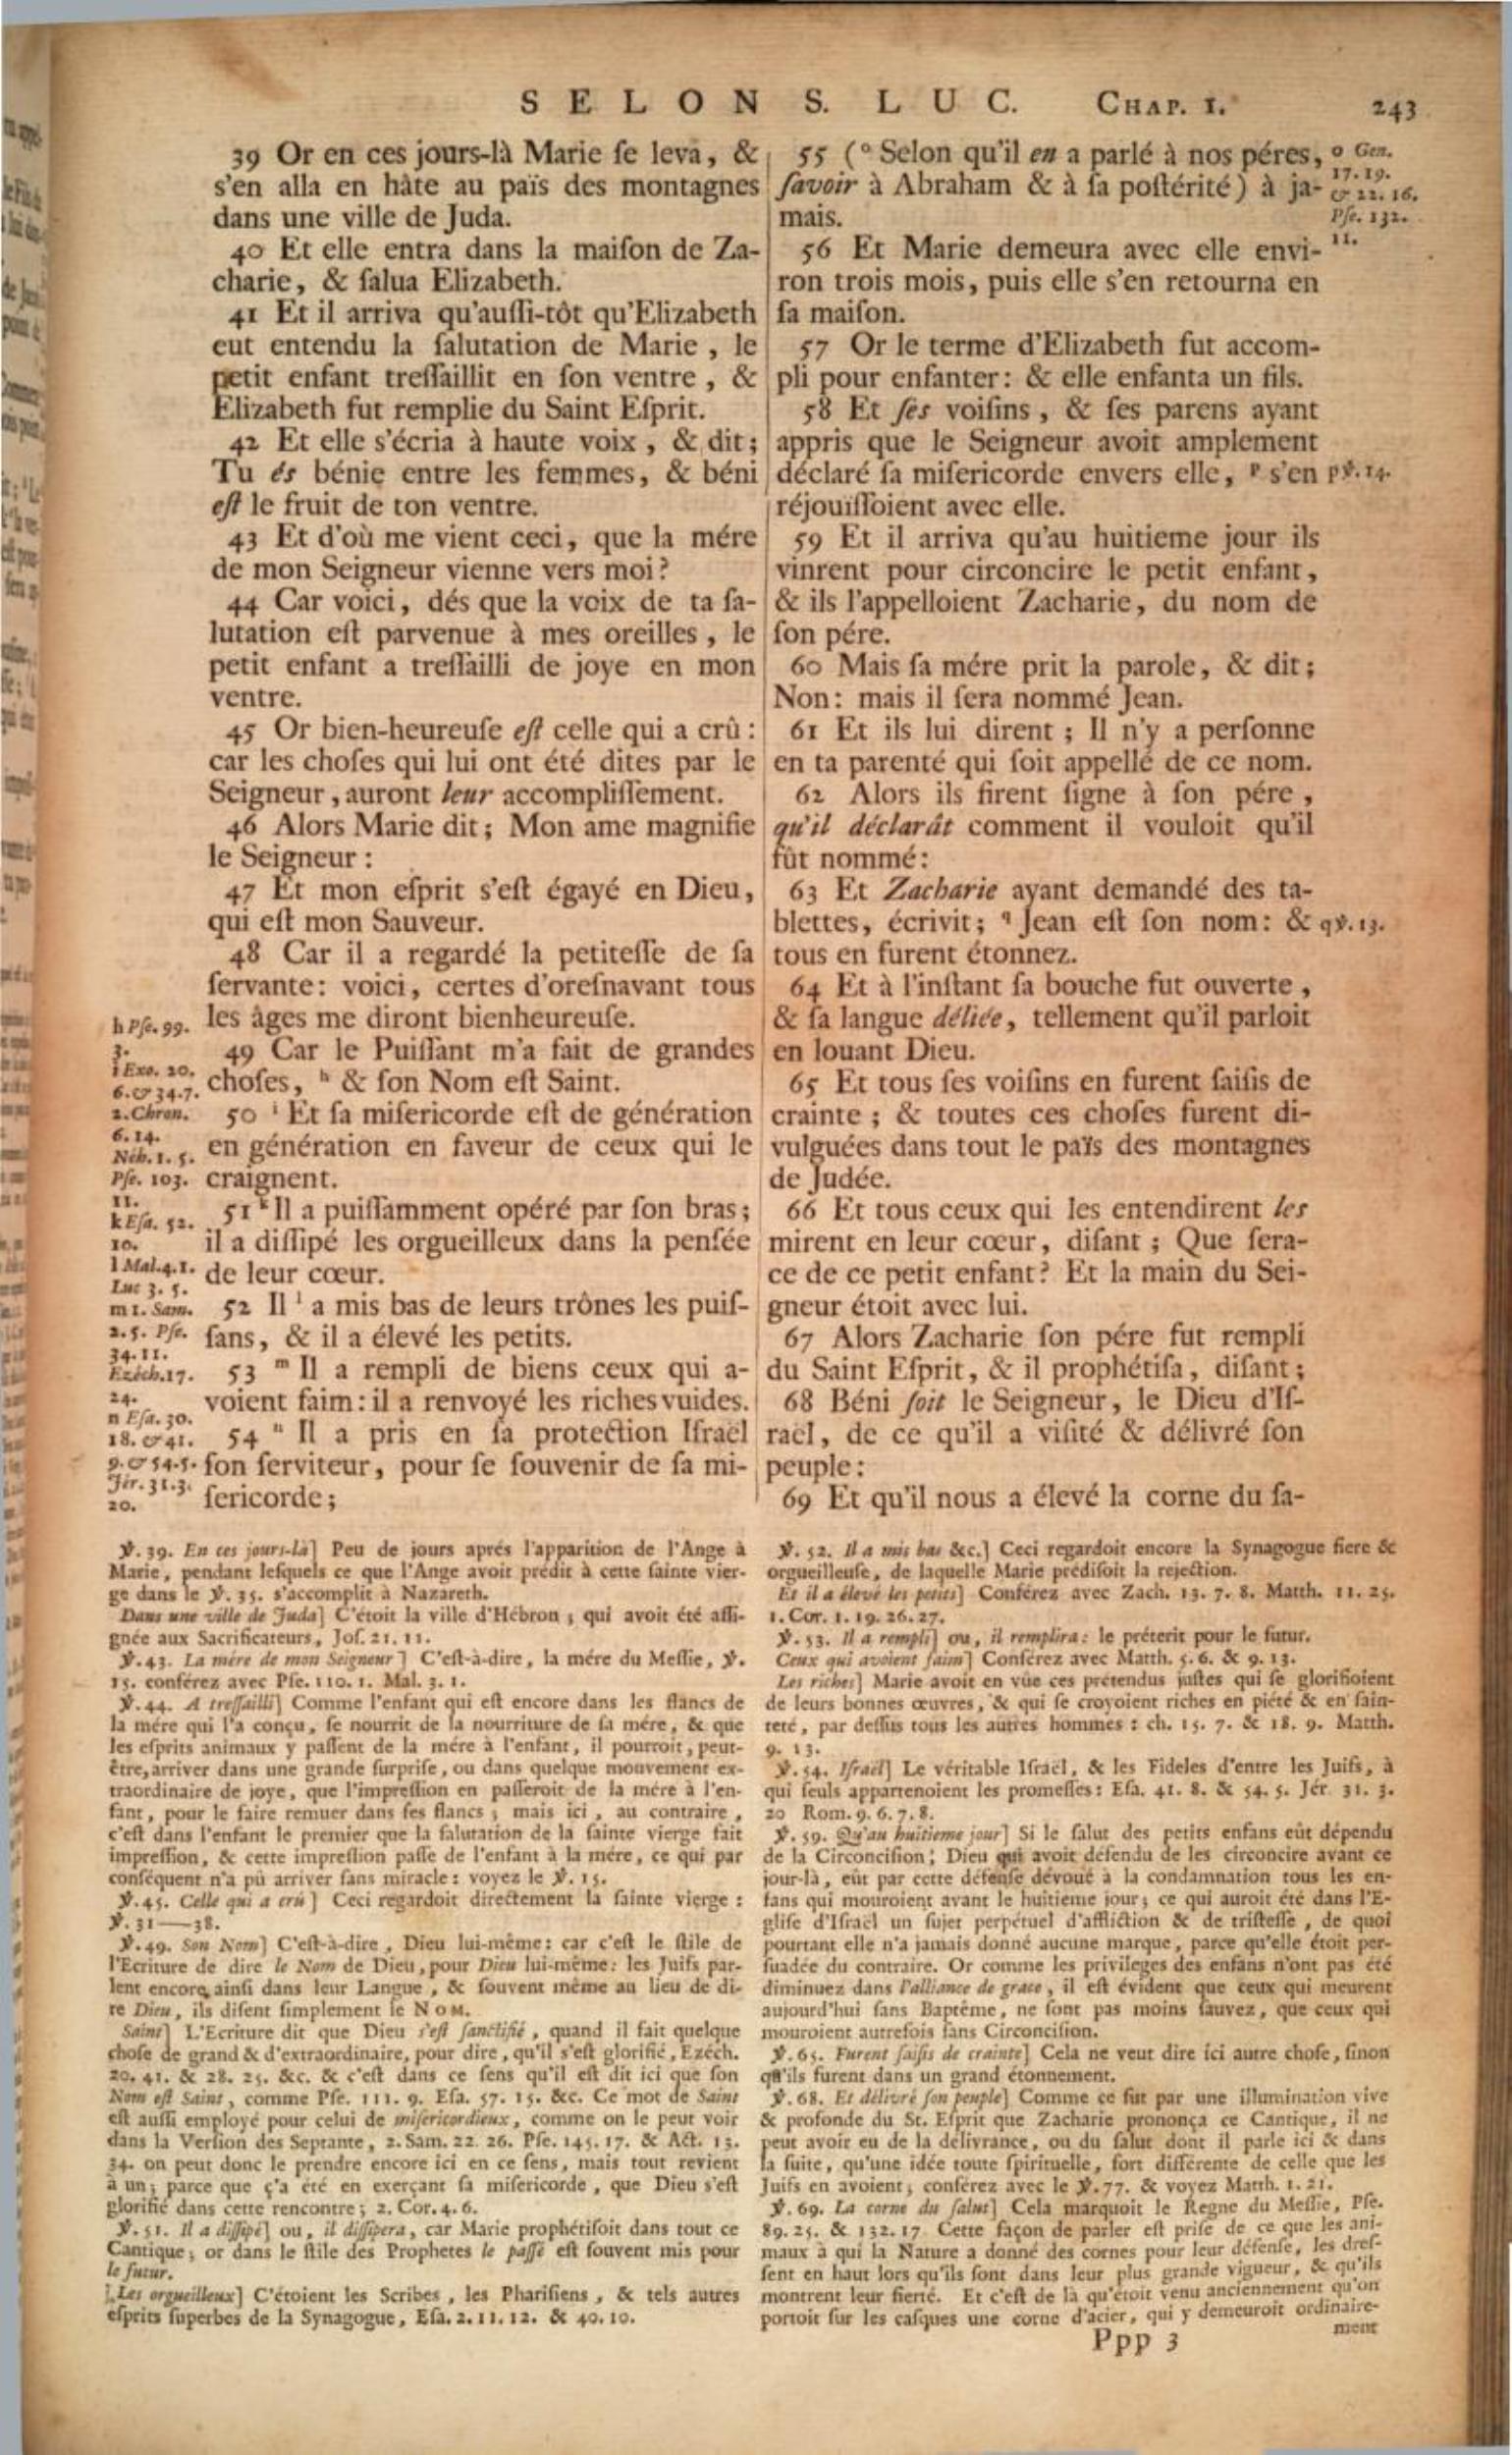 SELON S. LUC. CHAP. I. 243
39 Or en ces jours-là Marie ſe leva, &
s'en alla en hâte au païs des montagnes
dans une ville de Juda.
40 Et elle entra dans la maiſon de Za-
charie, & ſalua Elizabeth.
41 Et il arriva qu'auſſi-tôt qu'Elizabeth
eut entendu la ſalutation de Marie, le
petit enfant treſſaillit en ſon ventre, &
Elizabeth fut remplie du Saint Eſprit.
42 Et elle s'écria à haute voix, & dit;
Tu és bénie entre les femmes, & béni
eſt le fruit de ton ventre.
43 Et d'où me vient ceci, que la mére
de mon Seigneur vienne vers moi?
44 Car voici, dés que la voix de ta ſa-
lutation eſt parvenue à mes oreilles, le
petit enfant a treſſailli de joye en mon
ventre.
45 Or bien-heureuſe eſt celle qui a crû:
car les choſes qui lui ont été dites par le
Seigneur, auront leur accompliſſement.
46 Alors Marie dit; Mon ame magnifie
le Seigneur:
47 Et mon eſprit s'eſt égayé en Dieu,
qui eſt mon Sauveur.
48 Car il a regardé la petiteſſe de ſa
ſervante: voici, certes d'oreſnavant tous
les âges me diront bienheureuſe.
49 Car le Puiſſant m'a fait de grandes
choſes, h & ſon Nom eſt Saint.
50 i Et ſa miſericorde eſt de génération
en génération en faveur de ceux qui le
craignent.
51 k Il a puiſſamment opéré par ſon bras;
il a diſſipé les orgueilleux dans la penſée
de leur cœur.
52 Il l a mis bas de leurs trônes les puiſ-
ſans, & il a élevé les petits.
53 m Il a rempli de biens ceux qui a-
voient faim: il a renvoyé les riches vuides.
54 n Il a pris en ſa protection Iſraël
ſon ſerviteur, pour ſe ſouvenir de ſa mi-
ſericorde;
h Pſe. 99.
3.
i Exo. 20.
6. & 34.7.
2. Chron.
6. 14.
Néh. 1. 5.
Pſe. 103.
11.
k Eſa. 52.
10.
l Mal. 4. 1.
Luc 3. 5.
m 1. Sam.
2. 5. Pſe.
34. 11.
Ezéch. 17.
24.
n Eſa. 30.
18. & 41.
9. & 54. 5.
Jér. 31. 3.
20.
55 (o Selon qu'il en a parlé à nos péres,
ſavoir à Abraham & à ſa poſtérité) à ja-
mais.
56 Et Marie demeura avec elle envi-
ron trois mois, puis elle s'en retourna en
ſa maiſon.
57 Or le terme d'Elizabeth fut accom-
pli pour enfanter: & elle enfanta un fils.
58 Et ſes voiſins, & ſes parens ayant
appris que le Seigneur avoit amplement
déclaré ſa miſericorde envers elle, p s'en
réjouïſſoient avec elle.
59 Et il arriva qu'au huitieme jour ils
vinrent pour circoncire le petit enfant,
& ils l'appelloient Zacharie, du nom de
ſon pére.
60 Mais ſa mére prit la parole, & dit;
Non: mais il ſera nommé Jean.
61 Et ils lui dirent; Il n'y a perſonne
en ta parenté qui ſoit appellé de ce nom.
62 Alors ils firent ſigne à ſon pére,
qu'il déclarât comment il vouloit qu'il
fût nommé:
63 Et Zacharie ayant demandé des ta-
blettes, écrivit; q Jean eſt ſon nom: &
tous en furent étonnez.
64 Et à l'inſtant ſa bouche fut ouverte,
& ſa langue déliée, tellement qu'il parloit
en louant Dieu.
65 Et tous ſes voiſins en furent ſaiſis de
crainte; & toutes ces choſes furent di-
vulguées dans tout le païs des montagnes
de Judée.
66 Et tous ceux qui les entendirent les
mirent en leur cœur, diſant; Que ſera-
ce de ce petit enfant? Et la main du Sei-
gneur étoit avec lui.
67 Alors Zacharie ſon pére fut rempli
du Saint Eſprit, & il prophétiſa, diſant;
68 Béni ſoit le Seigneur, le Dieu d'Iſ-
raël, de ce qu'il a viſité & délivré ſon
peuple:
69 Et qu'il nous a élevé la corne du ſa-
o Gen.
17. 19.
& 22. 16.
Pſe. 132.
11.
p ℣. 14.
q ℣. 13.
℣. 39. En ces jours-là] Peu de jours aprés l'apparition de l'Ange à
Marie, pendant leſquels ce que l'Ange avoit prédit à cette ſainte vier-
ge dans le ℣. 35. s'accomplit à Nazareth.
Dans une ville de Juda] C'étoit la ville d'Hébron; qui avoit été aſſi-
gnée aux Sacrificateurs, Joſ. 21. 11.
℣. 43. La mére de mon Seigneur] C'eſt-à-dire, la mére du Meſſie, ℣.
35. conférez avec Pſe. 110. 1. Mal. 3. 1.
℣. 44. A treſſailli] Comme l'enfant qui eſt encore dans les flancs de
la mére qui l'a conçu, ſe nourrit de la nourriture de ſa mére, & que
les eſprits animaux y paſſent de la mére à l'enfant, il pourroit, peut-
être, arriver dans une grande ſurpriſe, ou dans quelque mouvement ex-
traordinaire de joye, que l'impreſſion en paſſeroit de la mére à l'en-
fant, pour le faire remuer dans ſes flancs; mais ici, au contraire,
c'eſt dans l'enfant le premier que la ſalutation de la ſainte vierge fait
impreſſion, & cette impreſſion paſſe de l'enfant à la mére, ce qui par
conſéquent n'a pû arriver ſans miracle: voyez le ℣. 15.
℣. 45. Celle qui a crû] Ceci regardoit directement la ſainte vierge:
℣. 31—38.
℣. 49. Son Nom] C'eſt-à-dire, Dieu lui-même: car c'eſt le ſtile de
l'Ecriture de dire le Nom de Dieu, pour Dieu lui-même: les Juifs par-
lent encore ainſi dans leur Langue, & ſouvent même au lieu de di-
re Dieu, ils diſent ſimplement le NOM.
Saint] L'Ecriture dit que Dieu s'eſt ſanctifié, quand il fait quelque
choſe de grand & d'extraordinaire, pour dire, qu'il s'eſt glorifié, Ezéch.
20. 41. & 28. 25. &c. & c'eſt dans ce ſens qu'il eſt dit ici que ſon
Nom eſt Saint, comme Pſe. 111. 9. Eſa. 57. 15. &c. Ce mot de Saint
eſt auſſi employé pour celui de miſericordieux, comme on le peut voir
dans la Verſion des Septante, 2. Sam. 22. 26. Pſe. 145. 17. & Act. 13.
34. on peut donc le prendre encore ici en ce ſens, mais tout revient
à un; parce que ç'a été en exerçant ſa miſericorde, que Dieu s'eſt
glorifié dans cette rencontre; 2. Cor. 4. 6.
℣. 51. Il a diſſipé] ou, il diſſipera, car Marie prophétiſoit dans tout ce
Cantique; or dans le ſtile des Prophetes le paſſé eſt ſouvent mis pour
le futur.
Les orgueilleux] C'étoient les Scribes, les Phariſiens, & tels autres
eſprits ſuperbes de la Synagogue, Eſa. 2. 11. 12. & 40. 10.
℣. 52. Il a mis bas &c.] Ceci regardoit encore la Synagogue fiere &
orgueilleuſe, de laquelle Marie prédiſoit la rejection.
Et il a élevé les petits] Conférez avec Zach. 13. 7. 8. Matth. 11. 25.
1. Cor. 1. 19. 26. 27.
℣. 53. Il a rempli] ou, il remplira: le préterit pour le futur.
Ceux qui avoient faim] Conférez avec Matth. 5. 6. & 9. 13.
Les riches] Marie avoit en vûe ces prétendus juſtes qui ſe glorifioient
de leurs bonnes œuvres, & qui ſe croyoient riches en piété & en ſain-
teté, par deſſus tous les autres hommes: ch. 15. 7. & 18. 9. Matth.
9. 13.
℣. 54. Iſraël] Le véritable Iſraël, & les Fideles d'entre les Juifs, à
qui ſeuls appartenoient les promeſſes: Eſa. 41. 8. & 54. 5. Jér. 31. 3.
20 Rom. 9. 6. 7. 8.
℣. 59. Qu'au huitieme jour] Si le ſalut des petits enfans eût dépendu
de la Circonciſion; Dieu qui avoit défendu de les circoncire avant ce
jour-là, eût par cette défenſe dévoué à la condamnation tous les en-
fans qui mouroient avant le huitieme jour; ce qui auroit été dans l'E-
gliſe d'Iſraël un ſujet perpétuel d'affliction & de triſteſſe, de quoi
pourtant elle n'a jamais donné aucune marque, parce qu'elle étoit per-
ſuadée du contraire. Or comme les privileges des enfans n'ont pas été
diminuez dans l'alliance de grace, il eſt évident que ceux qui meurent
aujourd'hui ſans Baptême, ne ſont pas moins ſauvez, que ceux qui
mouroient autrefois ſans Circonciſion.
℣. 65. Furent ſaiſis de crainte] Cela ne veut dire ici autre choſe, ſinon
qu'ils furent dans un grand étonnement.
℣. 68. Et délivré ſon peuple] Comme ce fut par une illumination vive
& profonde du St. Eſprit que Zacharie prononça ce Cantique, il ne
peut avoir eu de la délivrance, ou du ſalut dont il parle ici & dans
la ſuite, qu'une idée toute ſpirituelle, fort différente de celle que les
Juifs en avoient; conférez avec le ℣. 77. & voyez Matth. 1. 21.
℣. 69. La corne du ſalut] Cela marquoit le Regne du Meſſie, Pſe.
89. 25. & 132. 17. Cette façon de parler eſt priſe de ce que les ani-
maux à qui la Nature a donné des cornes pour leur défenſe, les dreſ-
ſent en haut lors qu'ils ſont dans leur plus grande vigueur, & qu'ils
montrent leur fierté. Et c'eſt de là qu'étoit venu anciennement qu'on
portoit ſur les caſques une corne d'acier, qui y demeuroit ordinaire-
Ppp 3
ment